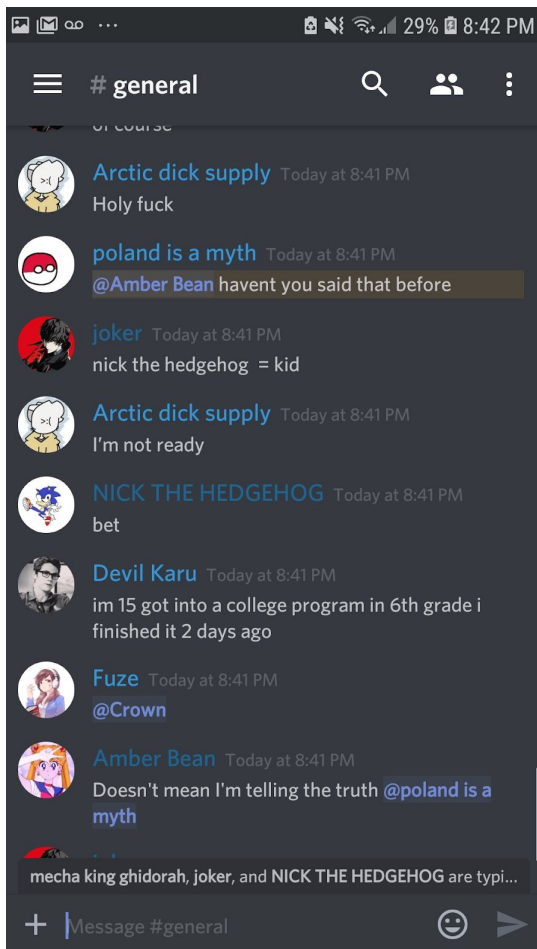 29% 8:42 PM
# general
of course
Arctic dick supply Today at 8:41 PM
Holy fuck
poland is a myth Today at 8:41 PM
@Amber Bean havent you said that before
joker Today at 8:41 PM
nick the hedgehog = kid
Arctic dick supply Today at 8:41 PM
I'm not ready
NICK THE HEDGEHOG Today at 8:41 PM
bet
Devil Karu Today at 8:41 PM
im 15 got into a college program in 6th grade i
finished it 2 days ago
Fuze Today at 8:41 PM
@Crown
Amber Bean Today at 8:41 PM
Doesn't mean I'm telling the truth @poland is a
myth
mecha king ghidorah, joker, and NICK THE HEDGEHOG are typi...
Message #general